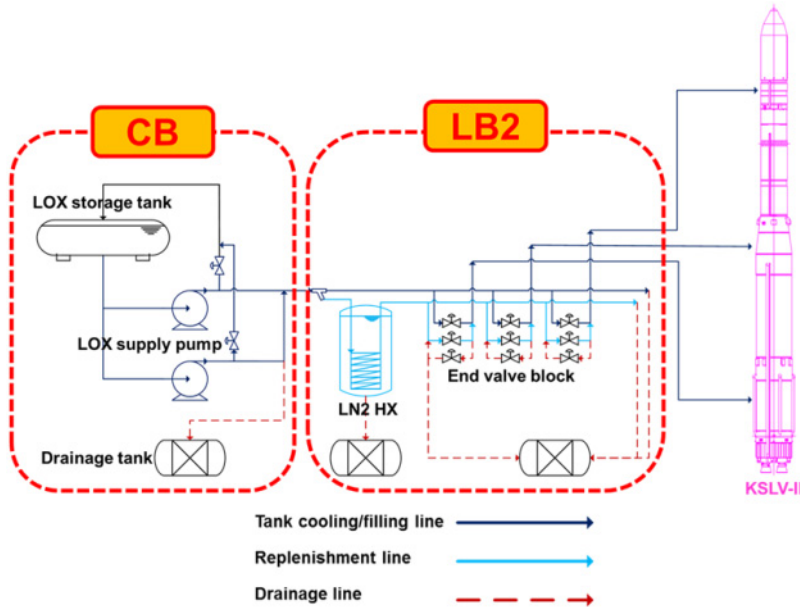 CB
LB2
LOX storage tank
LOX supply pump
End valve block
LN2 HX
Drainage tank
KSLV-II
Tank cooling/filling line
Replenishment line
Drainage line